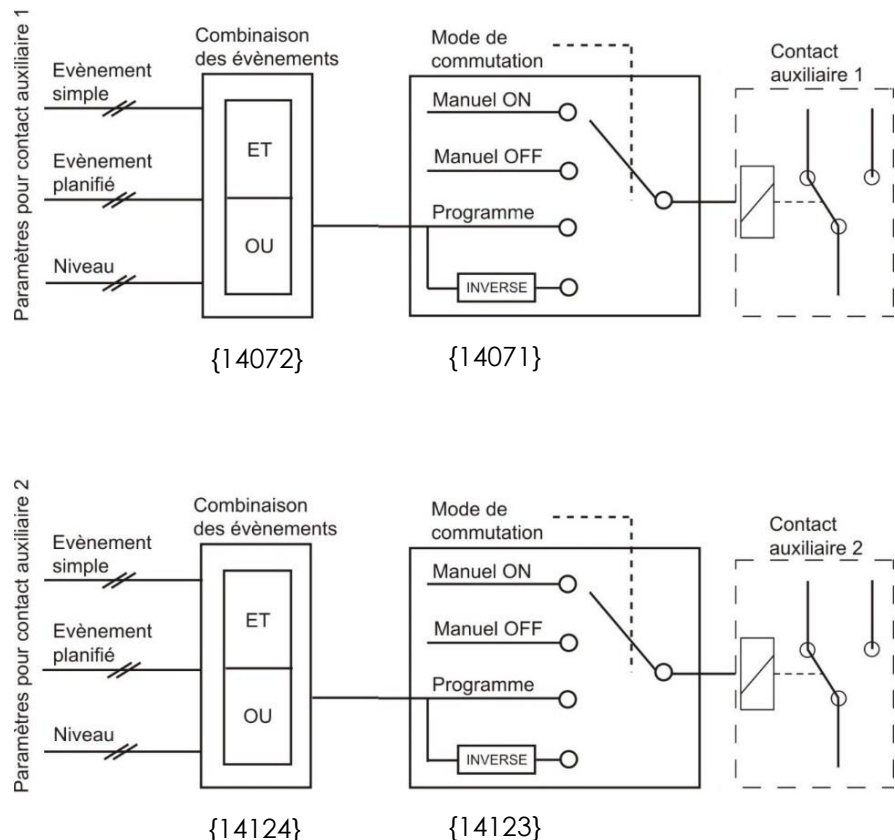 Paramètres pour contact auxiliaire 1
Combinaison
des évènements
Mode de
commutation
Contact
auxiliaire 1
Evènement
simple
Evènement
planifié
Niveau
ET
OU
Manuel ON
Manuel OFF
Programme
INVERSE
{14072}
{14071}
Paramètres pour contact auxiliaire 2
Combinaison
des évènements
Mode de
commutation
Contact
auxiliaire 2
Evènement
simple
Evènement
planifié
Niveau
ET
OU
Manuel ON
Manuel OFF
Programme
INVERSE
{14124}
{14123}